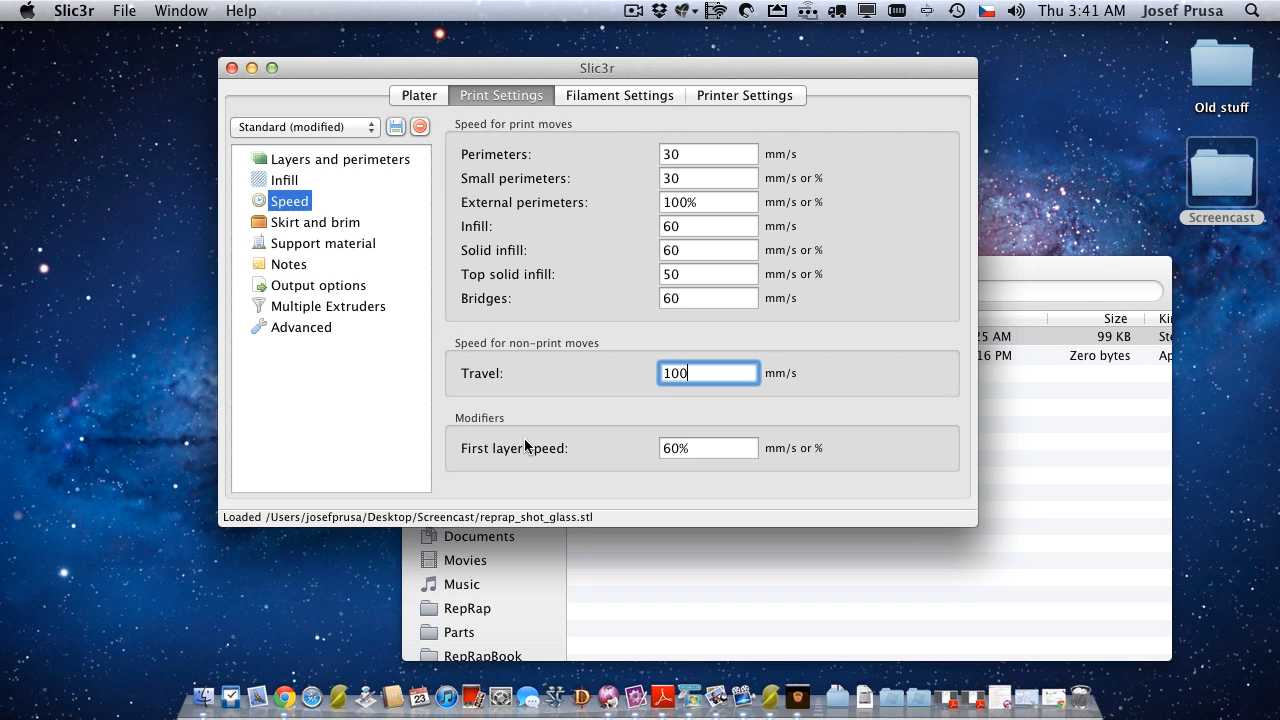 Slic3r File Window Help Thu 3:41 AM Josef Prusa
Old stuff
Screencast
Slic3r
Plater Print Settings Filament Settings Printer Settings
Standard (modified)
Layers and perimeters
Infill
Speed
Skirt and brim
Support material
Notes
Output options
Multiple Extruders
Advanced
Speed for print moves
Perimeters: 30 mm/s
Small perimeters: 30 mm/s or %
External perimeters: 100% mm/s or %
Infill: 60 mm/s
Solid infill: 60 mm/s or %
Top solid infill: 50 mm/s or %
Bridges: 60 mm/s
Speed for non-print moves
Travel: 100 mm/s
Modifiers
First layer speed: 60% mm/s or %
Loaded /Users/josefprusa/Desktop/Screencast/reprap_shot_glass.stl
Size Ki
5 AM 99 KB Ste
16 PM Zero bytes Ap
Documents
Movies
Music
RepRap
Parts
RepRapBook
23